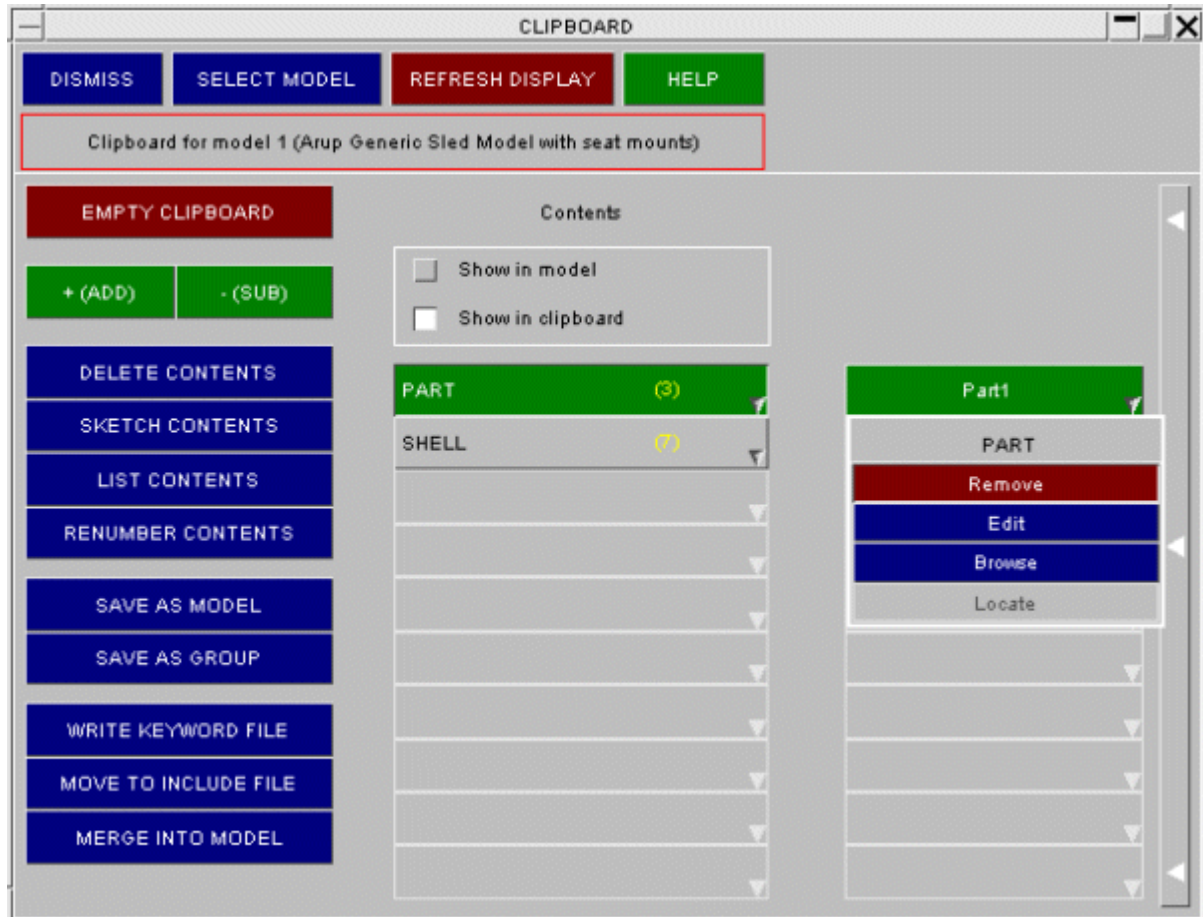 CLIPBOARD
DISMISS SELECT MODEL REFRESH DISPLAY HELP
Clipboard for model 1 (Arup Generic Sled Model with seat mounts)
EMPTY CLIPBOARD Contents
Show in model
+ (ADD) - (SUB)
Show in clipboard
DELETE CONTENTS PART (3) Part1
SKETCH CONTENTS SHELL (7) PART
LIST CONTENTS Remove
RENUMBER CONTENTS Edit
Browse
SAVE AS MODEL Locate
SAVE AS GROUP
WRITE KEYWORD FILE
MOVE TO INCLUDE FILE
MERGE INTO MODEL